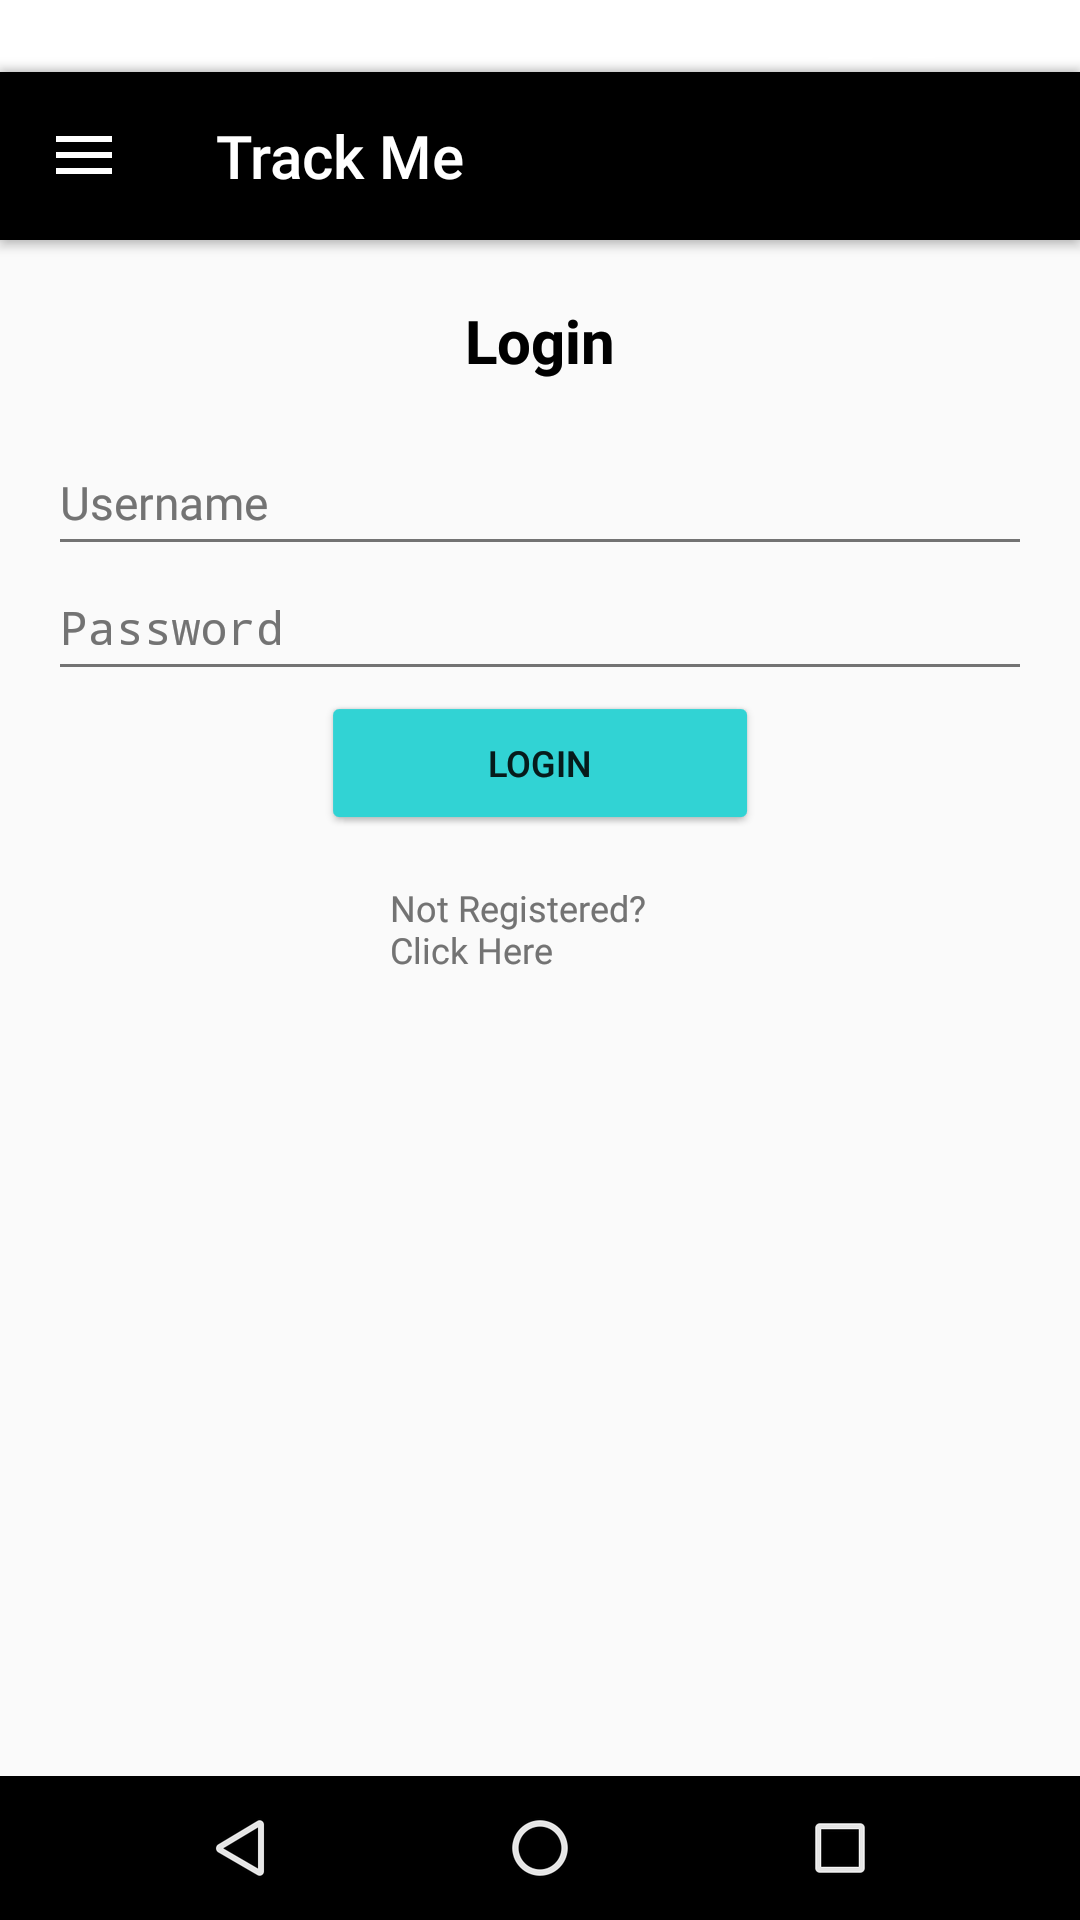 Track Me
Login
Username
Password
LOGIN
Not Registered?
Click Here